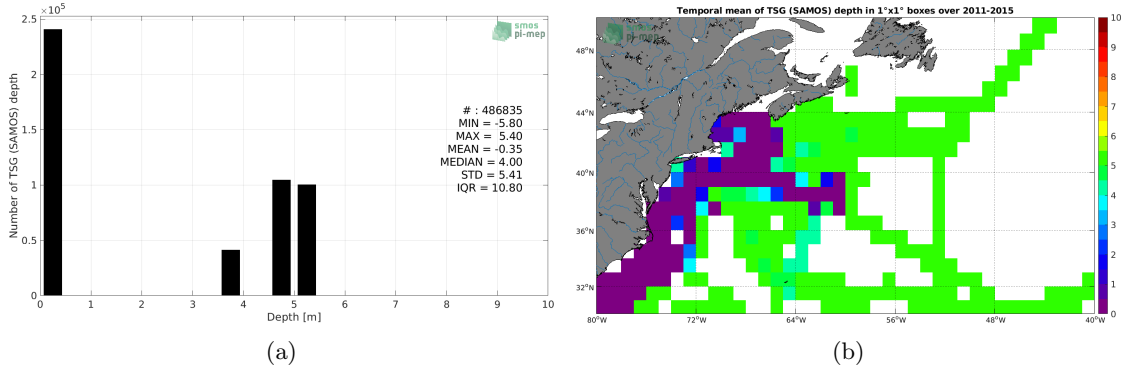 ×10⁵
2.5
2
1.5
1
0.5
0
0 1 2 3 4 5 6 7 8 9 10
Number of TSG (SAMOS) depth
Depth [m]
smos
pi-mep
# : 486835
MIN = -5.80
MAX = 5.40
MEAN = -0.35
MEDIAN = 4.00
STD = 5.41
IQR = 10.80
(a)
Temporal mean of TSG (SAMOS) depth in 1°x1° boxes over 2011-2015
smos
pi-mep
48°N
44°N
40°N
36°N
32°N
80°W 72°W 64°W 56°W 48°W 40°W
10
9
8
7
6
5
4
3
2
1
0
(b)